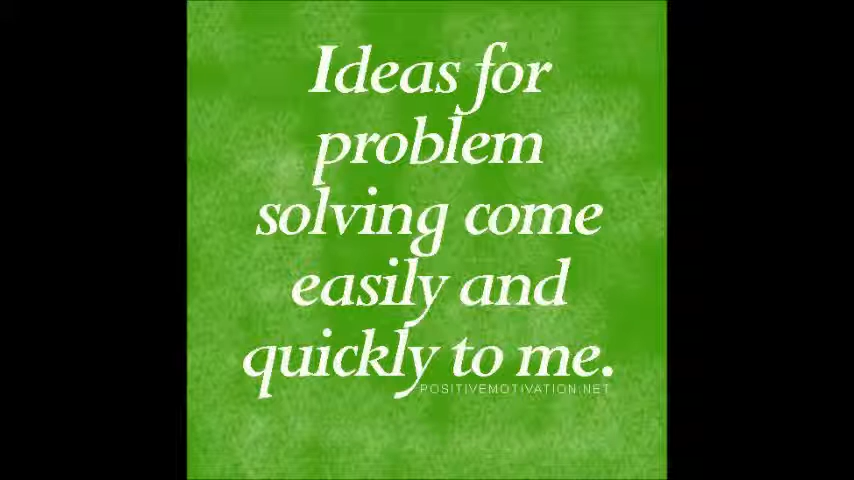 Ideas for
problem
solving come
easily and
quickly to me.
POSITIVEMOTIVATION.NET